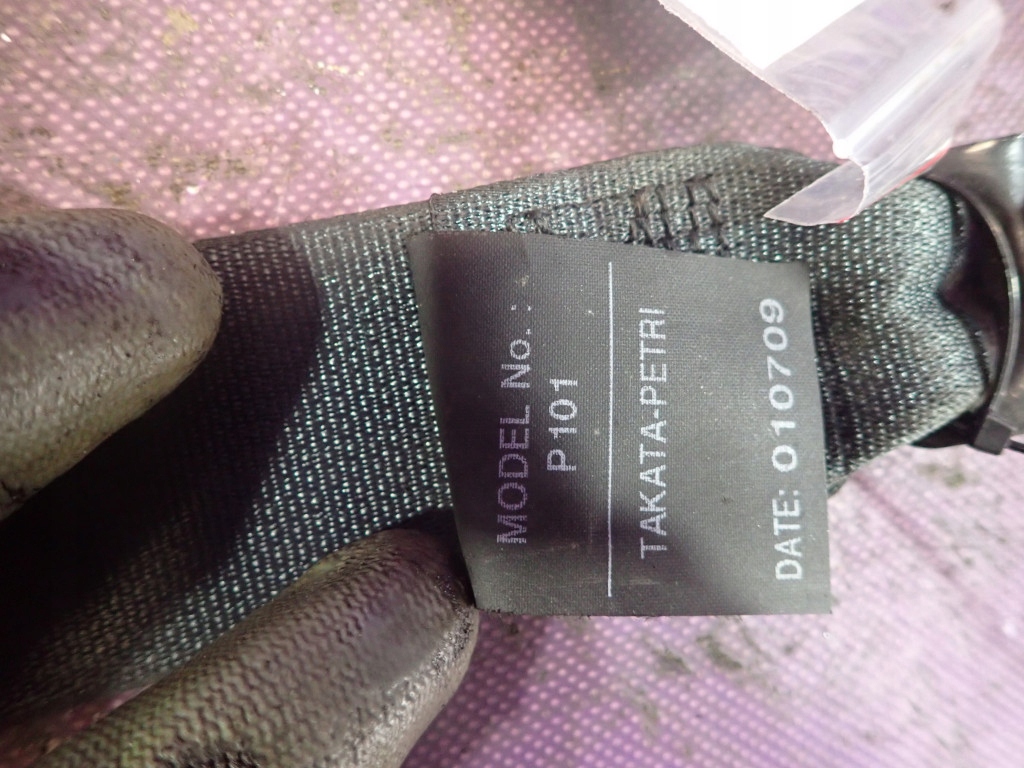 MODEL No. :
P101
TAKATA-PETRI
DATE: 010709